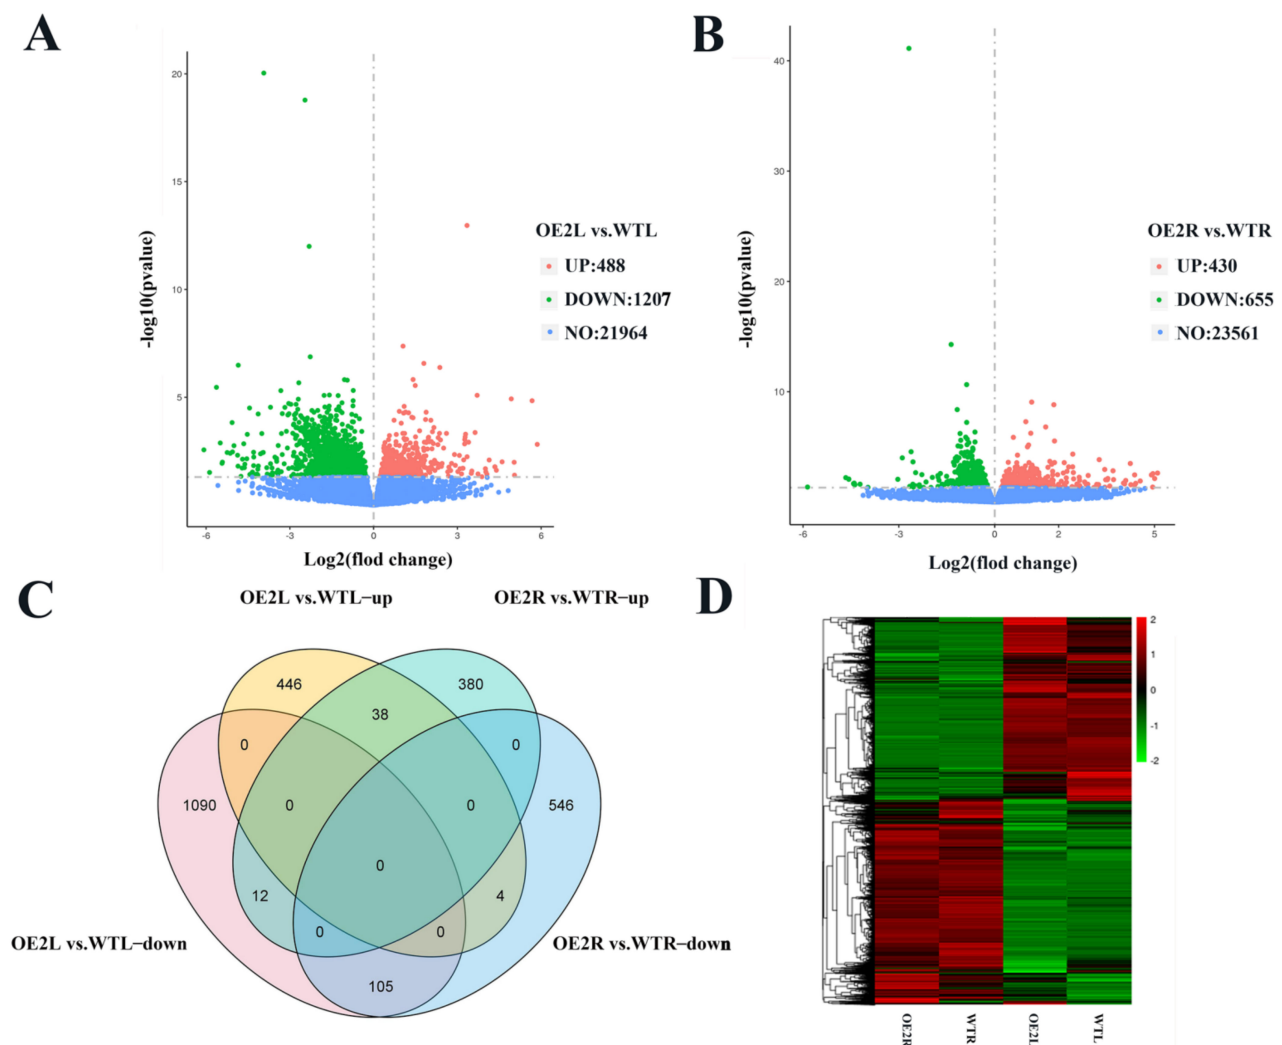 A
B
20
15
10
5
-6
-3
0
3
6
-log10(pvalue)
Log2(flod change)
OE2L vs.WTL
UP:488
DOWN:1207
NO:21964
40
30
20
10
-6
-3
0
2
5
-log10(pvalue)
Log2(flod change)
OE2R vs.WTR
UP:430
DOWN:655
NO:23561
C
OE2L vs.WTL-up
OE2R vs.WTR-up
446
380
38
0
0
1090
0
0
546
0
12
4
0
0
105
OE2L vs.WTL-down
OE2R vs.WTR-down
D
2
1
0
-1
-2
OE2R
WTR
OE2L
WTL